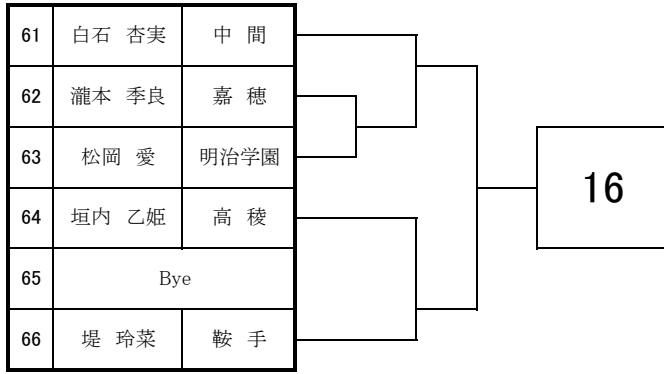 61 白石 杏実 中 間
62 瀧本 季良 嘉 穂
63 松岡 愛 明治学園
64 垣内 乙姫 高 稜
65 Bye
66 堤 玲菜 鞍 手
16